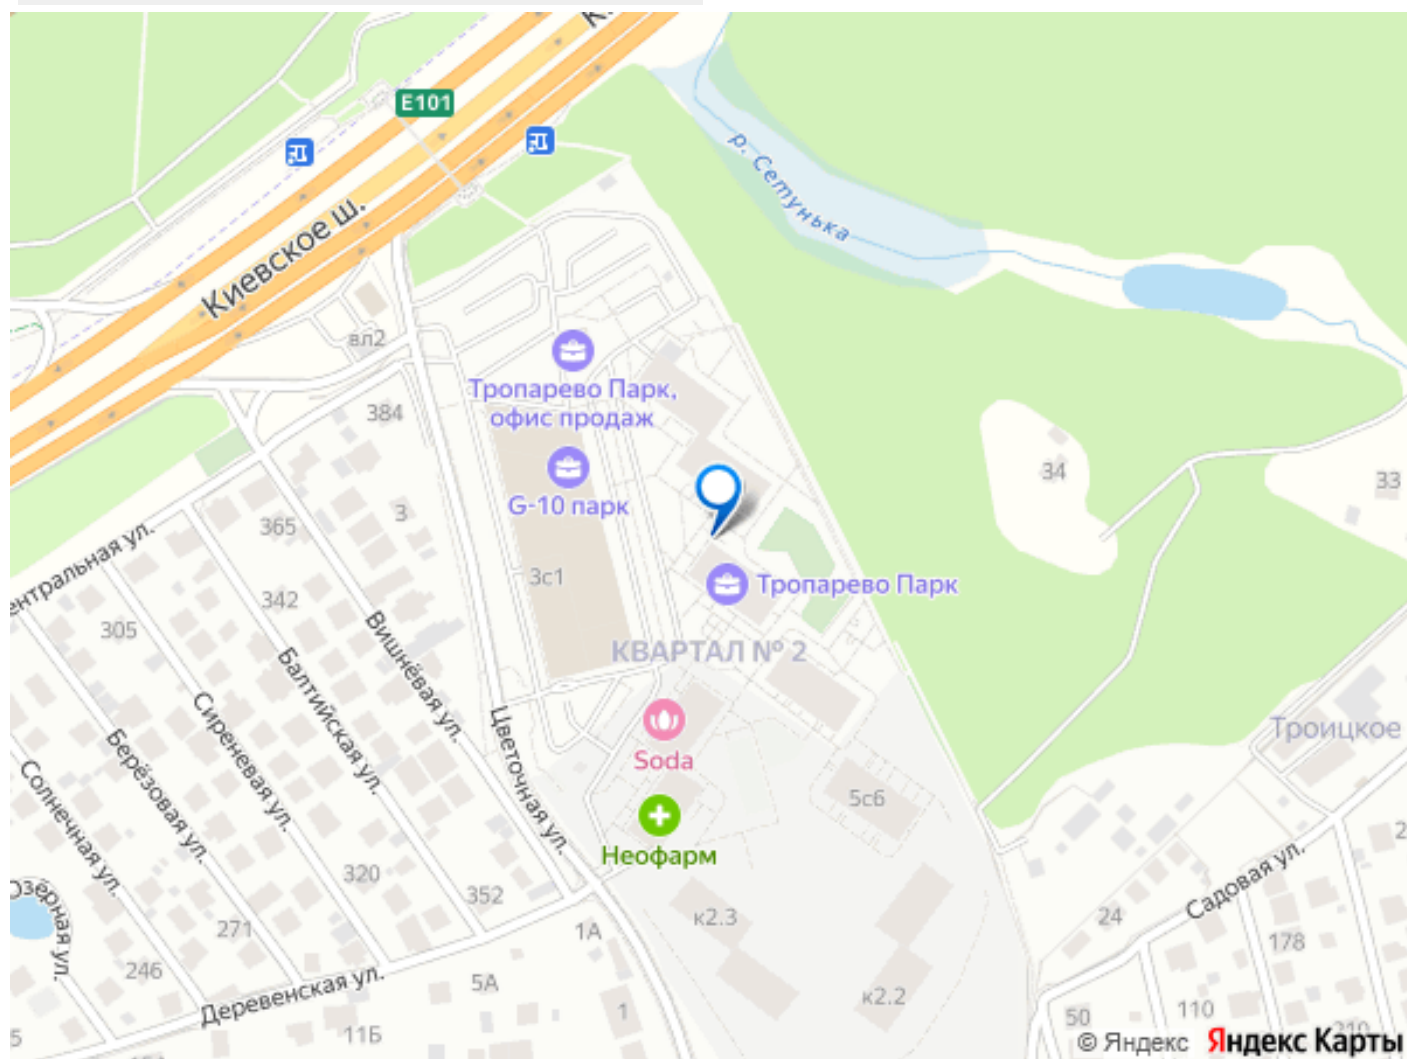 К
E101
р. Сетунька
Киевское ш.
вл2
Тропарево Парк,
офис продаж
384
G-10 парк
34
33
365
3
3с1
ентральная ул.
342
Тропарево Парк
305
Вишнёвая ул.
КВАРТАЛ № 2
Балтийская ул.
Сиреневая ул.
Цветочная ул.
Soda
Троицкое
Берёзовая ул.
Солнечная ул.
5с6
Неофарм
320
352
Озёрная ул.
Садовая ул.
271
1А
к2.3
24
178
246
5А
Деревенская ул.
к2.2
1
11Б
50
110
210
© Яндекс Яндекс Карты